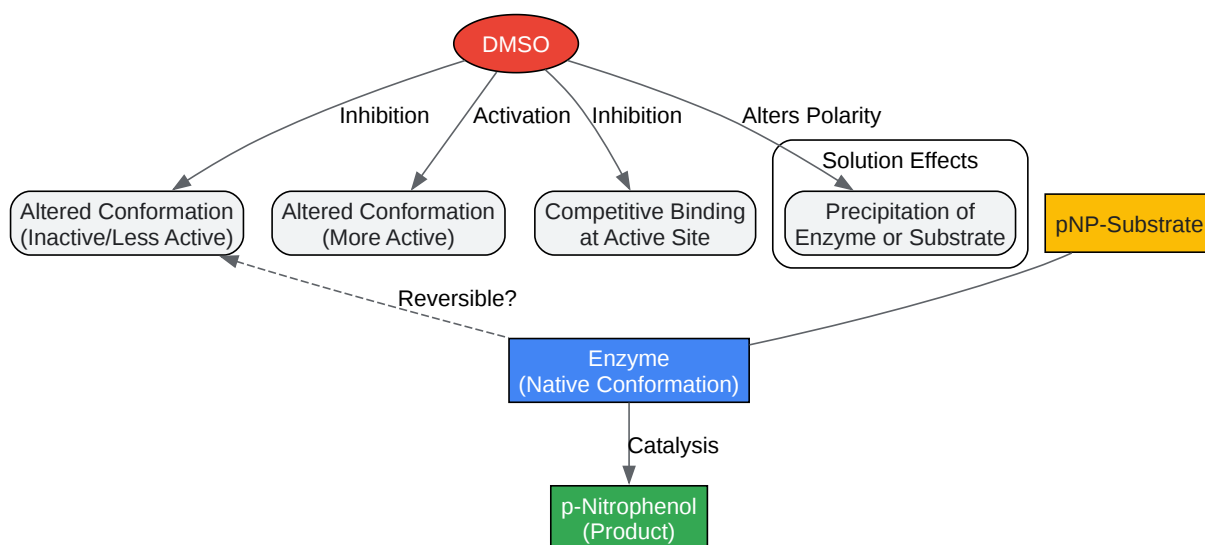 DMSO
Inhibition
Activation
Inhibition
Alters Polarity
Solution Effects
Altered Conformation
(Inactive/Less Active)
Altered Conformation
(More Active)
Competitive Binding
at Active Site
Precipitation of
Enzyme or Substrate
pNP-Substrate
Reversible?
Enzyme
(Native Conformation)
Catalysis
p-Nitrophenol
(Product)